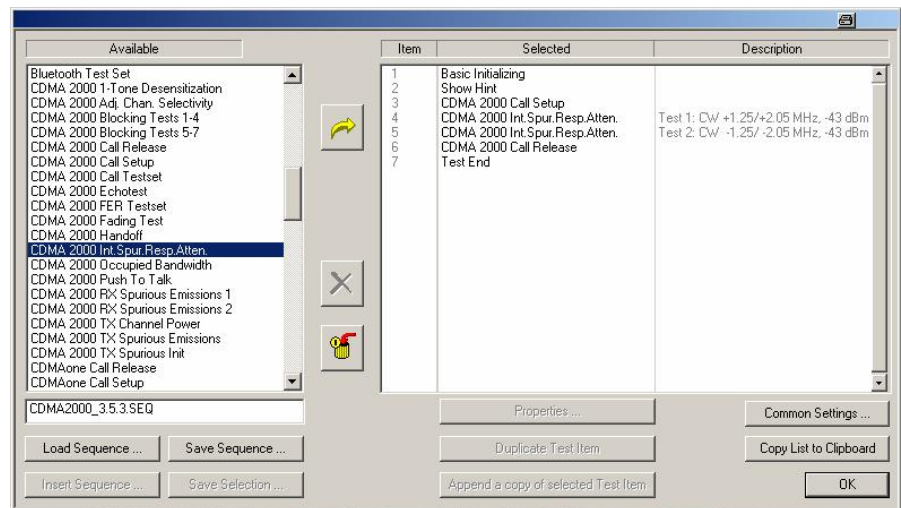 Available
Bluetooth Test Set
CDMA 2000 1-Tone Desensitization
CDMA 2000 Adj. Chan. Selectivity
CDMA 2000 Blocking Tests 1-4
CDMA 2000 Blocking Tests 5-7
CDMA 2000 Call Release
CDMA 2000 Call Setup
CDMA 2000 Call Testset
CDMA 2000 Echotest
CDMA 2000 FER Testset
CDMA 2000 Fading Test
CDMA 2000 Handoff
CDMA 2000 Int.Spur.Resp.Atten.
CDMA 2000 Occupied Bandwidth
CDMA 2000 Push To Talk
CDMA 2000 RX Spurious Emissions 1
CDMA 2000 RX Spurious Emissions 2
CDMA 2000 TX Channel Power
CDMA 2000 TX Spurious Emissions
CDMA 2000 TX Spurious Init
CDMAone Call Release
CDMAone Call Setup
CDMA2000_3.5.3.SEQ
Load Sequence ... Save Sequence ...
Insert Sequence ... Save Selection ...
Item Selected Description
1 Basic Initializing
2 Show Hint
3 CDMA 2000 Call Setup
4 CDMA 2000 Int.Spur.Resp.Atten. Test 1: CW +1.25/+2.05 MHz, -43 dBm
5 CDMA 2000 Int.Spur.Resp.Atten. Test 2: CW -1.25/-2.05 MHz, -43 dBm
6 CDMA 2000 Call Release
7 Test End
Properties ... Common Settings ...
Duplicate Test Item Copy List to Clipboard
Append a copy of selected Test Item OK